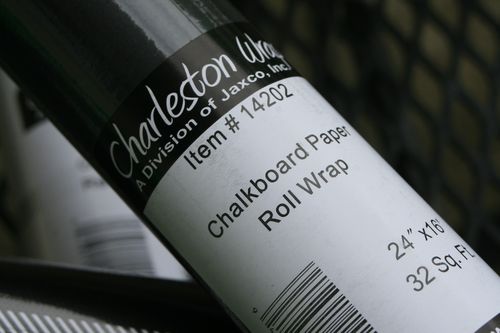 Charleston Wrap
A Division of Jaxco, Inc.
Item # 14202
Chalkboard Paper
Roll Wrap
24" x16'
32 Sq. Ft.